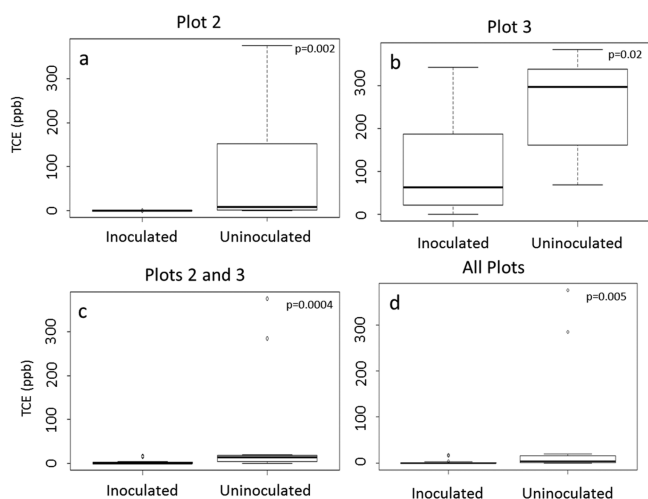 Plot 2
a
p=0.002
TCE (ppb)
300
200
100
0
Inoculated Uninoculated
Plot 3
b
p=0.02
300
200
100
0
Inoculated Uninoculated
Plots 2 and 3
c
p=0.0004
TCE (ppb)
300
200
100
0
Inoculated Uninoculated
All Plots
d
p=0.005
300
200
100
0
Inoculated Uninoculated